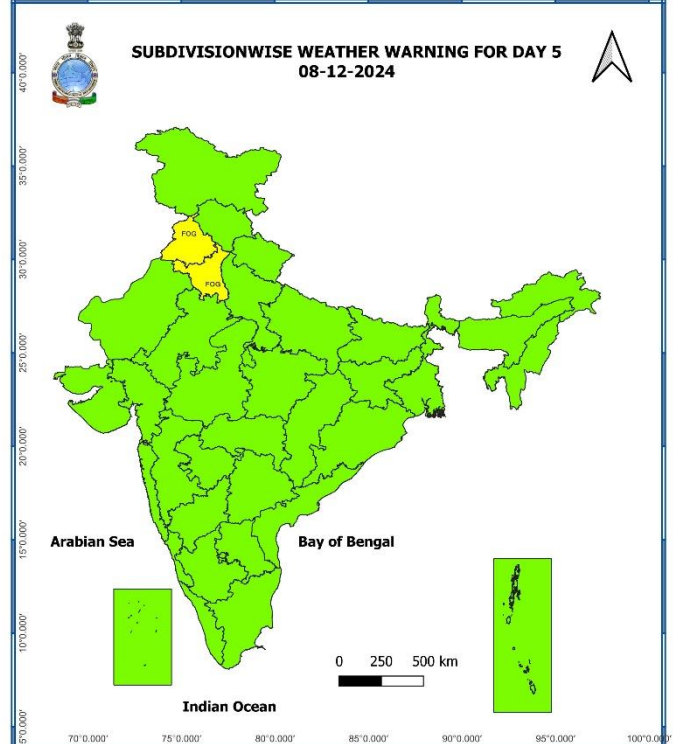 SUBDIVISIONWISE WEATHER WARNING FOR DAY 5
08-12-2024
40°0.000'
35°0.000'
30°0.000'
25°0.000'
20°0.000'
15°0.000'
10°0.000'
5°0.000'
FOG
FOG
Arabian Sea
Bay of Bengal
0 250 500 km
Indian Ocean
70°0.000' 75°0.000' 80°0.000' 85°0.000' 90°0.000' 95°0.000' 100°0.000'